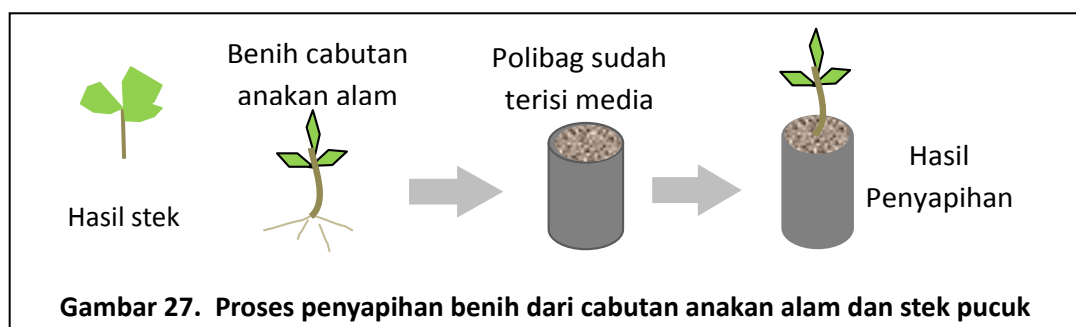 Hasil stek
Benih cabutan
anakan alam
Polibag sudah
terisi media
Hasil
Penyapihan
Gambar 27.  Proses penyapihan benih dari cabutan anakan alam dan stek pucuk